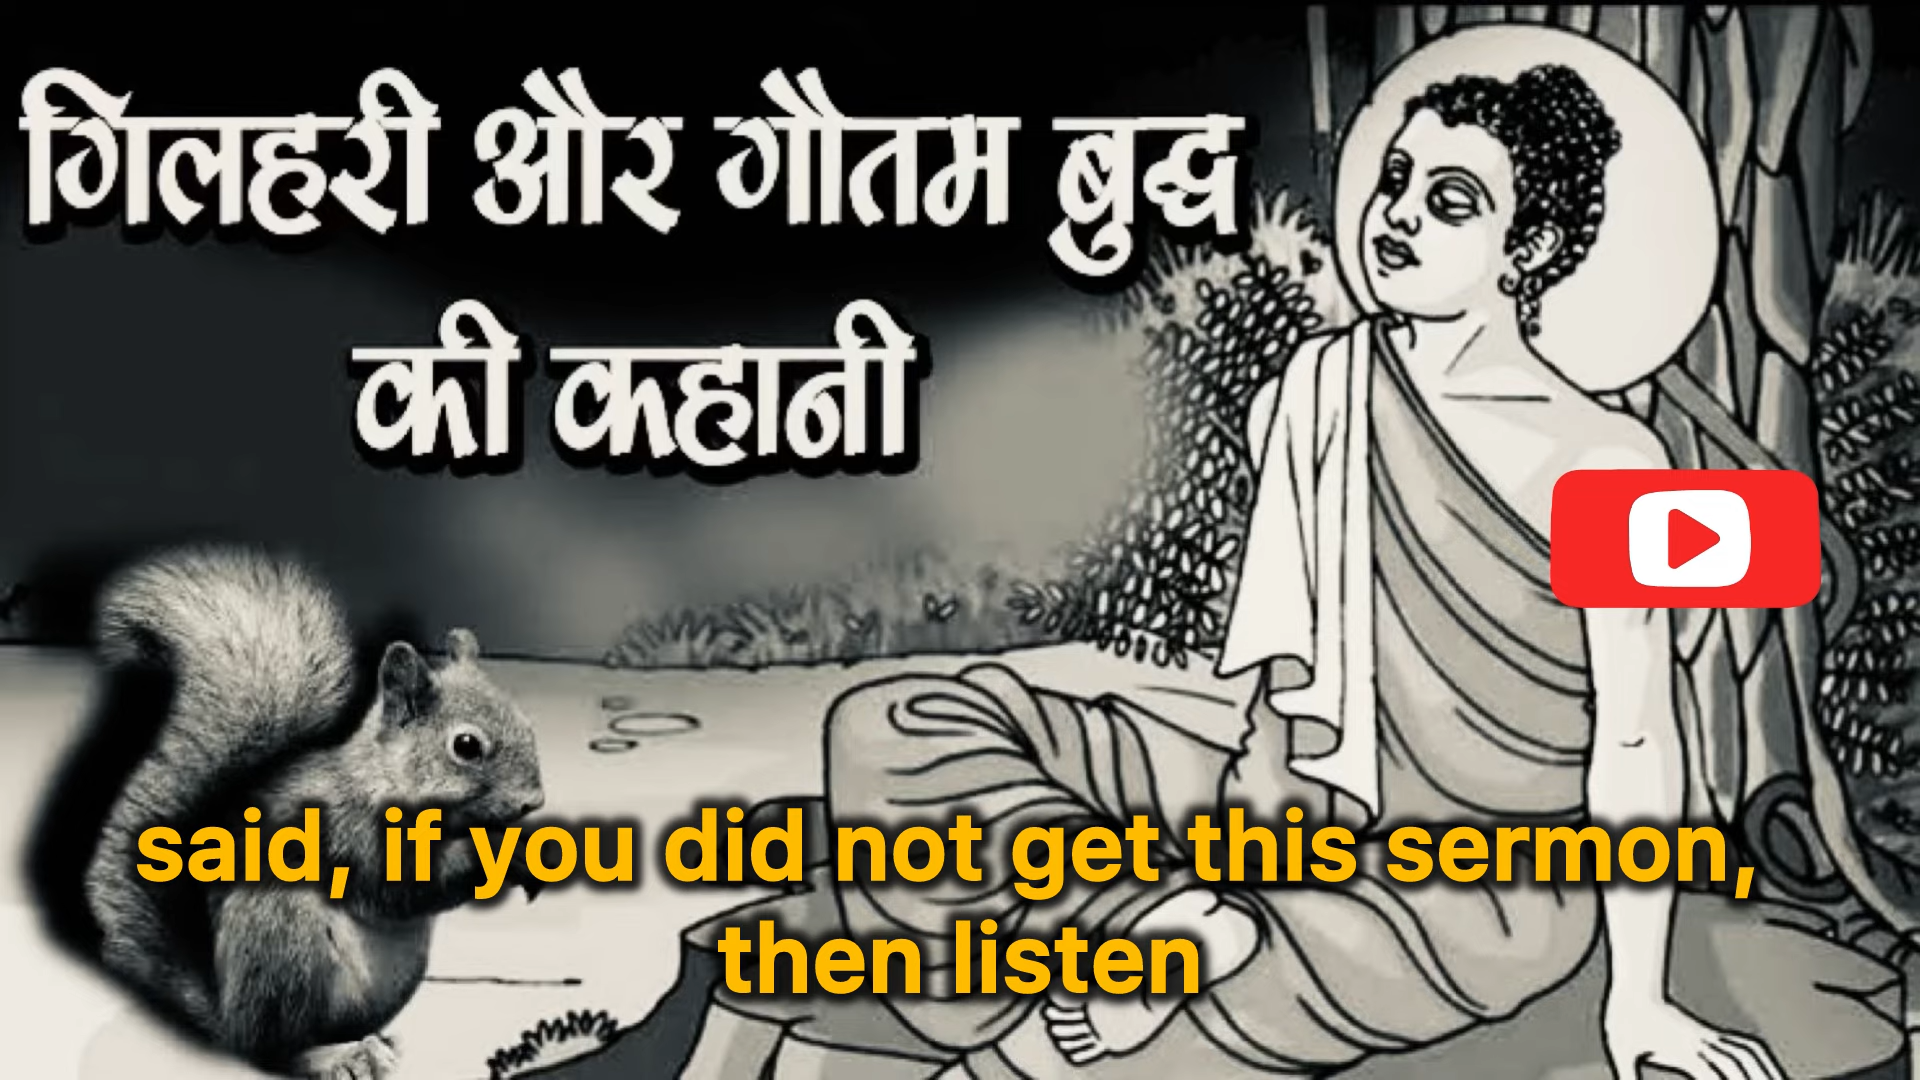 गिलहरी और गौतम बुद्ध
की कहानी
said, if you did not get this sermon,
then listen